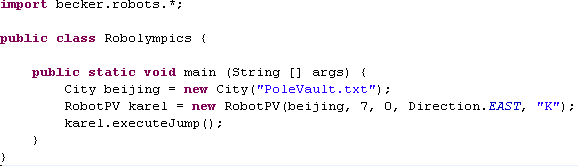 import becker.robots.*;
public class Robolympics {
public static void main (String [] args) {
City beijing = new City("PoleVault.txt");
RobotPV karel = new RobotPV(beijing, 7, 0, Direction.EAST, "K");
karel.executeJump();
}
}